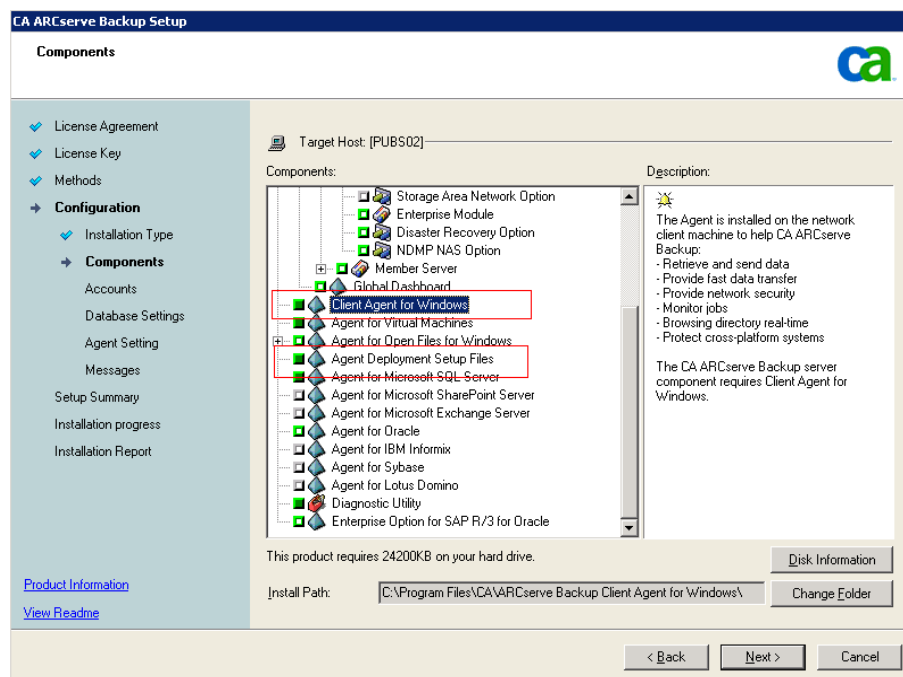 CA ARCserve Backup Setup
Components
ca
License Agreement
License Key
Methods
Configuration
Installation Type
Components
Accounts
Database Settings
Agent Setting
Messages
Setup Summary
Installation progress
Installation Report
Product Information
View Readme
Target Host: [PUBS02]
Components:
Storage Area Network Option
Enterprise Module
Disaster Recovery Option
NDMP NAS Option
Member Server
Global Dashboard
Client Agent for Windows
Agent for Virtual Machines
Agent for Open Files for Windows
Agent Deployment Setup Files
Agent for Microsoft SQL Server
Agent for Microsoft SharePoint Server
Agent for Microsoft Exchange Server
Agent for Oracle
Agent for IBM Informix
Agent for Sybase
Agent for Lotus Domino
Diagnostic Utility
Enterprise Option for SAP R/3 for Oracle
Description:
The Agent is installed on the network
client machine to help CA ARCserve
Backup:
- Retrieve and send data
- Provide fast data transfer
- Provide network security
- Monitor jobs
- Browsing directory real-time
- Protect cross-platform systems
The CA ARCserve Backup server
component requires Client Agent for
Windows.
This product requires 24200KB on your hard drive.
Disk Information
Install Path:
C:\Program Files\CA\ARCserve Backup Client Agent for Windows\
Change Folder
< Back
Next >
Cancel